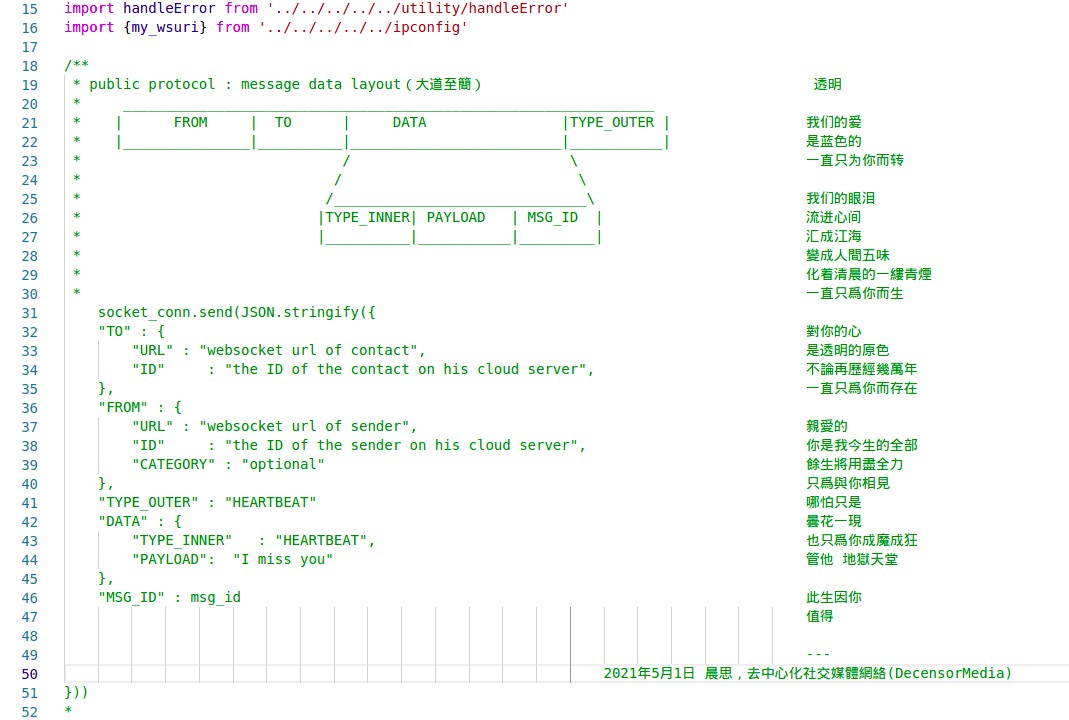 15 import handleError from '../../../../../utility/handleError'
16 import {my_wsuri} from '../../../../../ipconfig'
17
18 /**
19 * public protocol : message data layout（大道至簡） 透明
20 * _______________________________________________________________
21 * | FROM | TO | DATA |TYPE_OUTER | 我们的爱
22 * |_______________|__________|_________________________|___________| 是蓝色的
23 * / \ 一直只为你而转
24 * / \
25 * /______________________________\ 我们的眼泪
26 * |TYPE_INNER| PAYLOAD | MSG_ID | 流进心间
27 * |__________|___________|_________| 汇成江海
28 * 變成人間五味
29 * 化着清晨的一縷青煙
30 * 一直只爲你而生
31 socket_conn.send(JSON.stringify({
32 "TO" : { 對你的心
33 "URL" : "websocket url of contact", 是透明的原色
34 "ID" : "the ID of the contact on his cloud server", 不論再歷經幾萬年
35 }, 一直只爲你而存在
36 "FROM" : {
37 "URL" : "websocket url of sender", 親愛的
38 "ID" : "the ID of the sender on his cloud server", 你是我今生的全部
39 "CATEGORY" : "optional" 餘生將用盡全力
40 }, 只爲與你相見
41 "TYPE_OUTER" : "HEARTBEAT" 哪怕只是
42 "DATA" : { 曇花一現
43 "TYPE_INNER" : "HEARTBEAT", 也只爲你成魔成狂
44 "PAYLOAD": "I miss you" 管他 地獄天堂
45 },
46 "MSG_ID" : msg_id 此生因你
47 值得
48
49 ---
50 2021年5月1日 晨思，去中心化社交媒體網絡(DecensorMedia)
51 }))
52 *